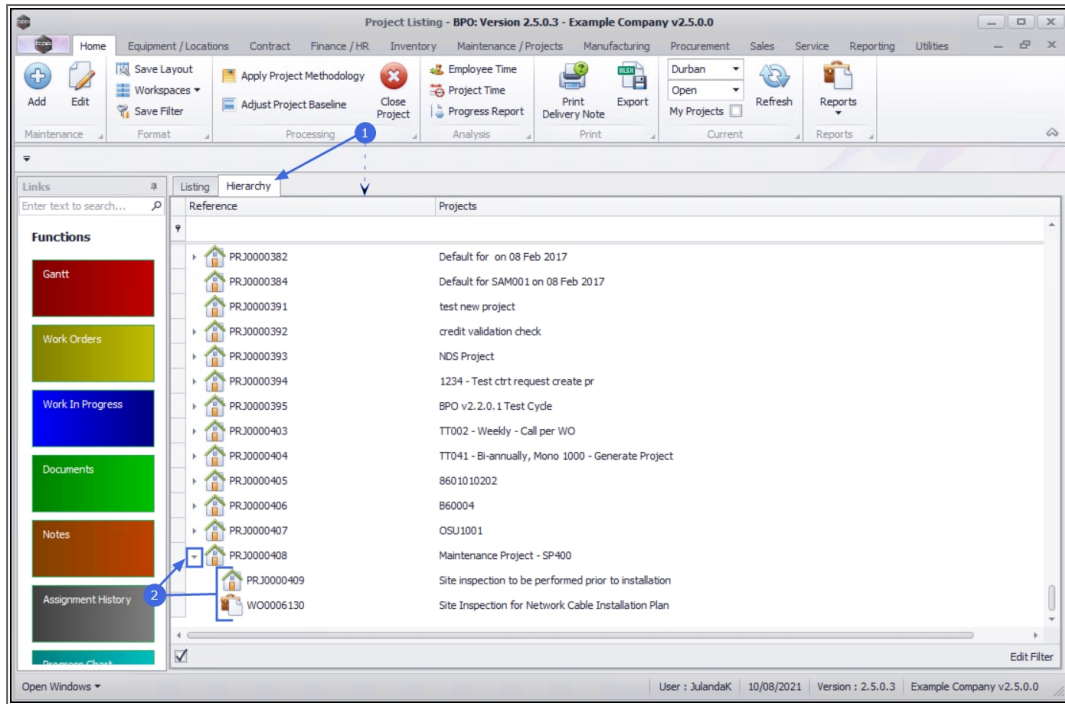 Project Listing - BPO: Version 2.5.0.3 - Example Company v2.5.0.0
Home Equipment / Locations Contract Finance / HR Inventory Maintenance / Projects Manufacturing Procurement Sales Service Reporting Utilities
Add
Edit
Save Layout
Workspaces
Save Filter
Apply Project Methodology
Adjust Project Baseline
Close Project
Employee Time
Project Time
Progress Report
Print Delivery Note
Export
Durban
Open
My Projects
Refresh
Reports
Maintenance Format Processing Analysis Print Current Reports
1
Links
Enter text to search...
Functions
Gantt
Work Orders
Work In Progress
Documents
Notes
Assignment History
Progress Chart
2
Listing Hierarchy
Reference Projects
PRJ0000382 Default for on 08 Feb 2017
PRJ0000384 Default for SAM001 on 08 Feb 2017
PRJ0000391 test new project
PRJ0000392 credit validation check
PRJ0000393 NDS Project
PRJ0000394 1234 - Test ctrt request create pr
PRJ0000395 BPO v2.2.0.1 Test Cycle
PRJ0000403 TT002 - Weekly - Call per WO
PRJ0000404 TT041 - Bi-annually, Mono 1000 - Generate Project
PRJ0000405 8601010202
PRJ0000406 B60004
PRJ0000407 OSU1001
PRJ0000408 Maintenance Project - SP400
PRJ0000409 Site inspection to be performed prior to installation
WO0006130 Site Inspection for Network Cable Installation Plan
Edit Filter
Open Windows User : JulandaK 10/08/2021 Version : 2.5.0.3 Example Company v2.5.0.0